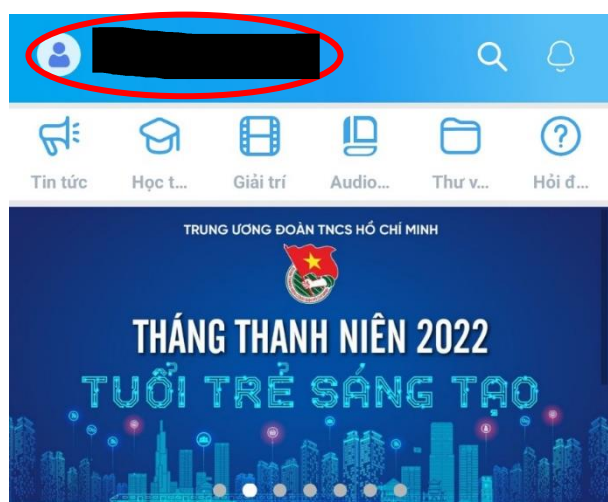 Tin tức Học t... Giải trí Audio... Thư v... Hỏi đ...
TRUNG ƯƠNG ĐOÀN TNCS HỒ CHÍ MINH
THÁNG THANH NIÊN 2022
TUỔI TRẺ SÁNG TẠO